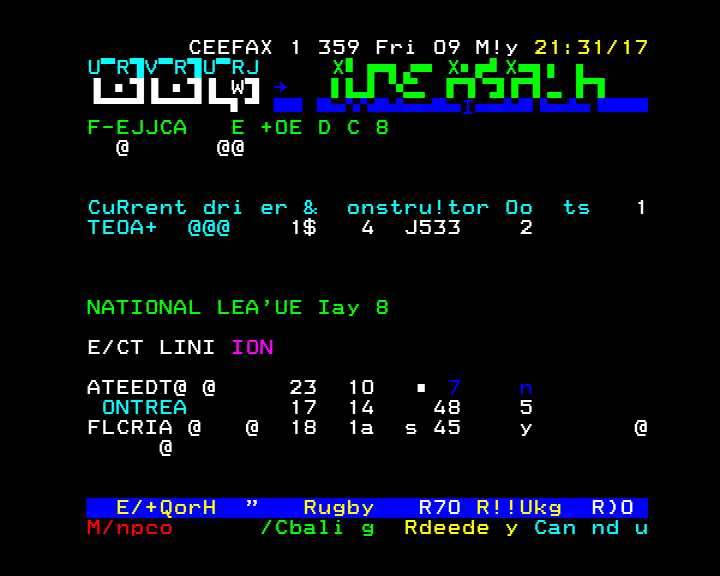 CEEFAX 1 359 Fri 09 M!y 21:31/17
F-EJJCA E +OE D C 8
@ @@
CuRrent dri er & onstru!tor Oo ts 1
TEOA+ @@@ 1$ 4 J533 2
NATIONAL LEA'UE Iay 8
E/CT LINI ION
ATEEDT@ @ 23 10 7 n
ONTREA 17 14 48 5
FLCRIA @ @ 18 1a s 45 y @
@
E/+QorH " Rugby R7O R!!Ukg R)O
M/npco /Cbali g Rdeede y Can nd u